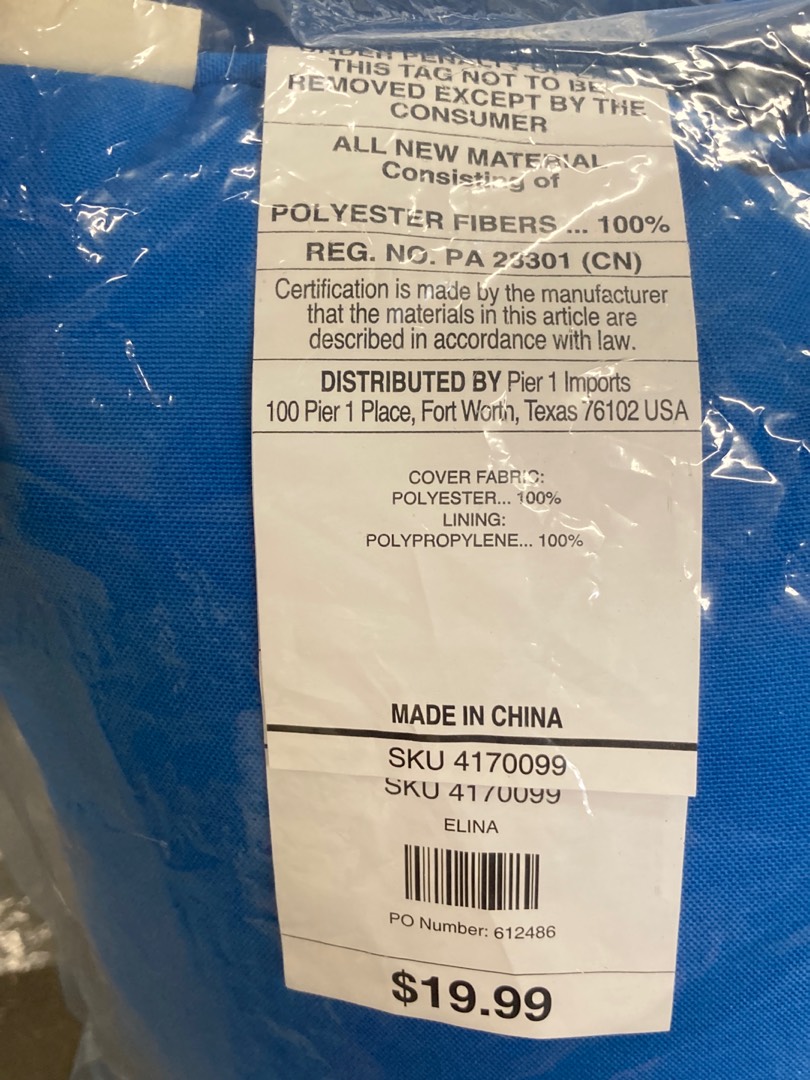 UNDER PENALTY OF
THIS TAG NOT TO BE
REMOVED EXCEPT BY THE
CONSUMER
ALL NEW MATERIAL
Consisting of
POLYESTER FIBERS ... 100%
REG. NO. PA 23301 (CN)
Certification is made by the manufacturer
that the materials in this article are
described in accordance with law.
DISTRIBUTED BY Pier 1 Imports
100 Pier 1 Place, Fort Worth, Texas 76102 USA
COVER FABRIC:
POLYESTER... 100%
LINING:
POLYPROPYLENE... 100%
MADE IN CHINA
SKU 4170099
SKU 4170099
ELINA
PO Number: 612486
$19.99